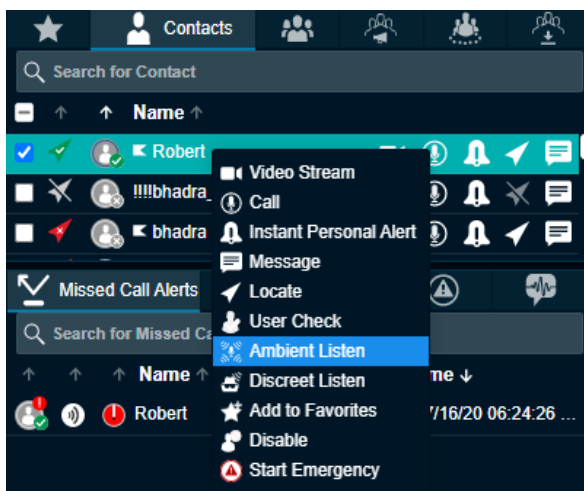 Contacts
Search for Contact
Name
Robert
Video Stream
!!!!bhadra_
Call
bhadra
Instant Personal Alert
Message
Missed Call Alerts
Locate
Search for Missed Ca
User Check
Ambient Listen
Name
Discreet Listen
me
Robert
Add to Favorites
/16/20 06:24:26 ...
Disable
Start Emergency